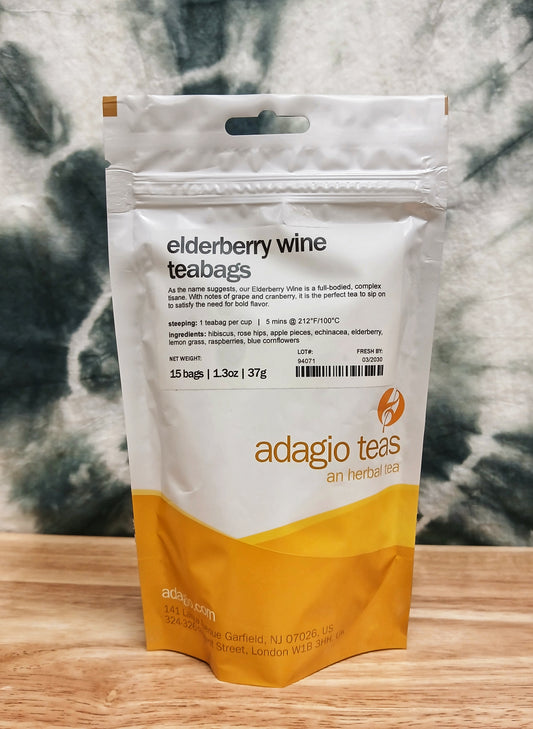 elderberry wine
teabags
As the name suggests, our Elderberry Wine is a full-bodied, complex
tisane. With notes of grape and cranberry, it is the perfect tea to sip on
to satisfy the need for bold flavor.
steeping: 1 teabag per cup | 5 mins @ 212°F/100°C
ingredients: hibiscus, rose hips, apple pieces, echinacea, elderberry,
lemon grass, raspberries, blue cornflowers
NET WEIGHT: LOT#: FRESH BY:
94071 03/2030
15 bags | 1.3oz | 37g
adagio teas
an herbal tea
adagio.com
141 Avenue Garfield, NJ 07026, US
Street, London W1B 3HH, UK